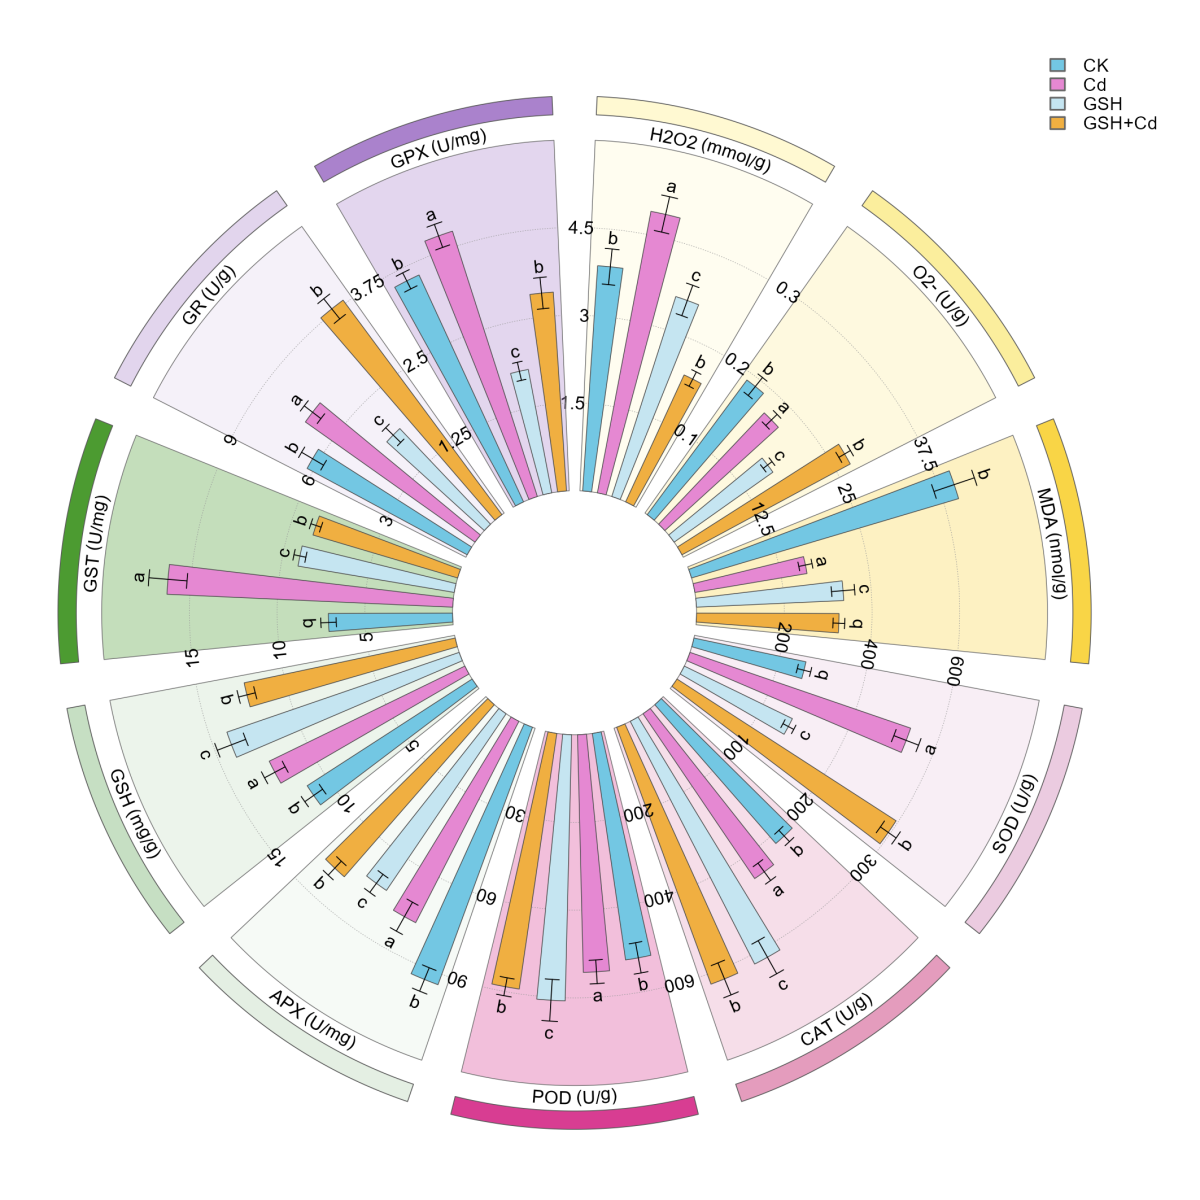 CK
Cd
GSH
GSH+Cd
H2O2 (mmol/g)
4.5
3
1.5
b
a
c
b
O2- (U/g)
0.3
0.2
0.1
b
a
c
b
MDA (nmol/g)
37.5
25
12.5
b
a
c
b
SOD (U/g)
600
400
200
b
a
c
b
CAT (U/g)
300
200
100
b
a
c
b
POD (U/g)
600
400
200
b
a
c
b
APX (U/mg)
90
60
30
b
a
c
b
GSH (mg/g)
15
10
5
b
a
c
b
GST (U/mg)
15
10
5
b
a
c
b
GR (U/g)
9
6
3
b
a
c
b
GPX (U/mg)
3.75
2.5
1.25
b
a
c
b